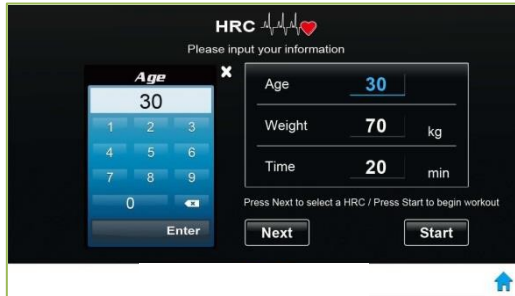 HRC
Please input your information
Age
30
1 2 3
4 5 6
7 8 9
0
Enter
Age 30
Weight 70 kg
Time 20 min
Press Next to select a HRC / Press Start to begin workout
Next Start